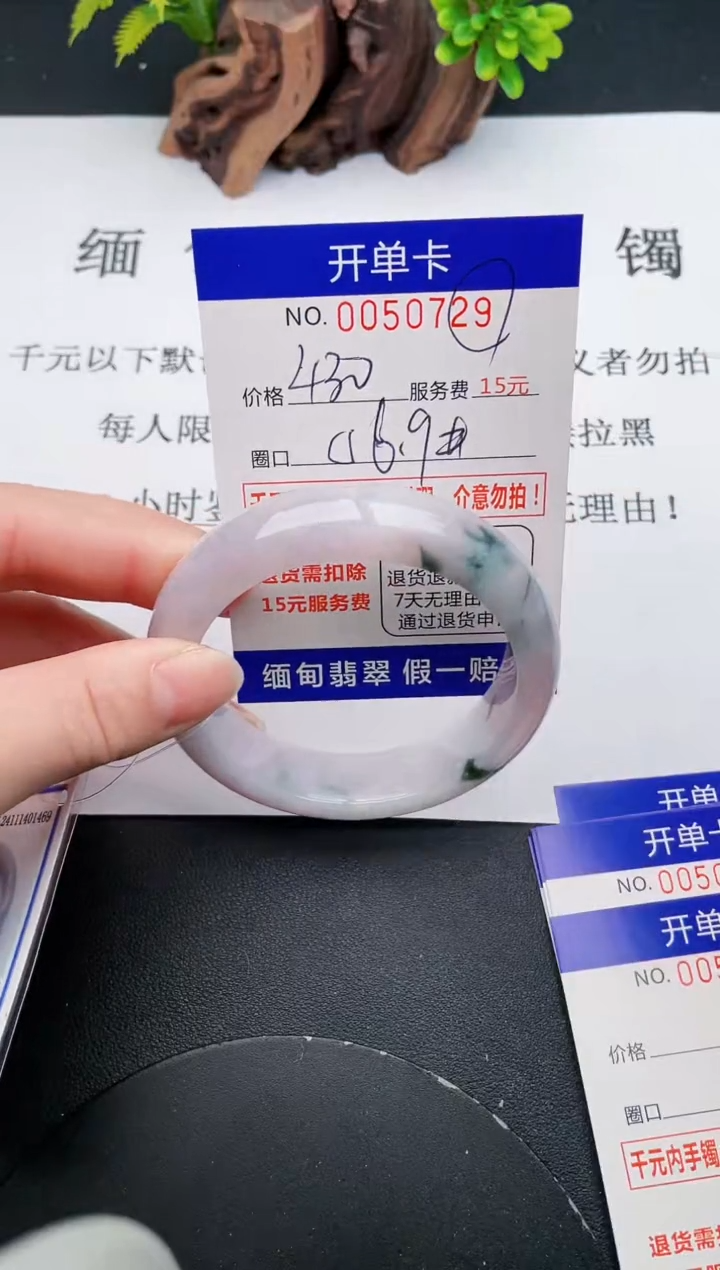 缅
镯
开单卡
NO. 0050729
千元以下默
义者勿拍
价格 430 服务费 15元
每人限
拉黑
圈口
小时
无理由！
介意勿拍！
退货需扣除
15元服务费
退货退
7天无理由
通过退货申
缅甸翡翠 假一赔
24111401469
开单
开单
NO. 0050
开单
NO. 005
价格
圈口
千元内手镯
退货需